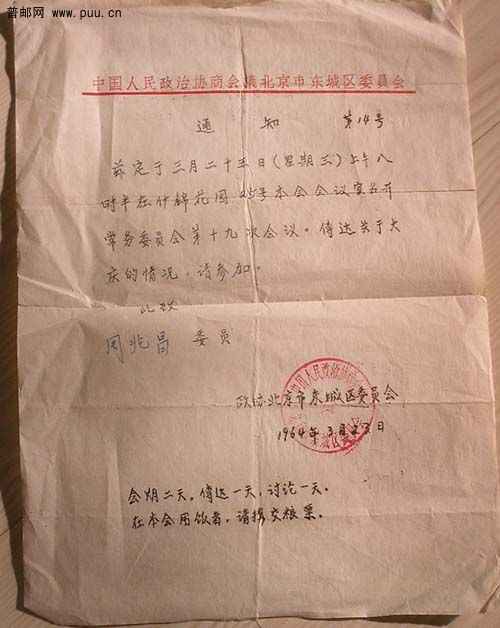 普邮网 www.puu.cn
中国人民政治协商会议北京市东城区委员会
通 知 第14号
兹定于三月二十五日(星期三)上午八
时半在什錦花园25号本会会议室召开
常务委员会第十九次会议。传达关于大
庆的情况,请参加。
此致
周兆昌 委员
政协北京市东城区委员会
1964年3月23日
会期二天。传达一天,讨论一天。
在本会用饭者,请携交粮票。